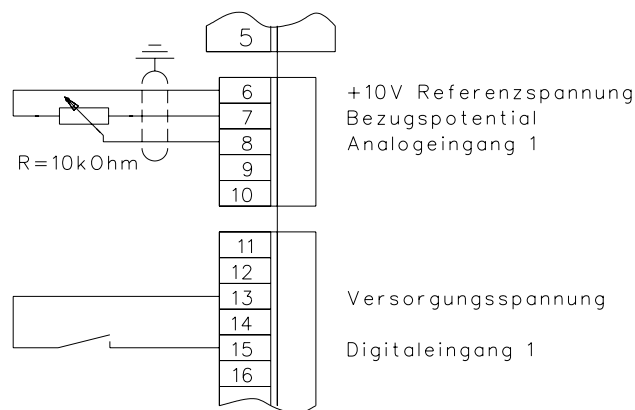 5
6 +10V Referenzspannung
7 Bezugspotential
8 Analogeingang 1
R=10kOhm
9
10
11
12
13 Versorgungsspannung
14
15 Digitaleingang 1
16